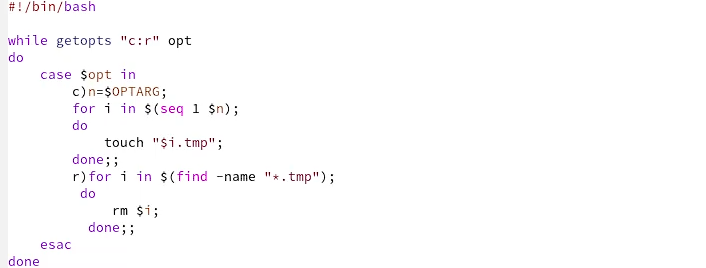 #!/bin/bash

while getopts "c:r" opt
do
    case $opt in
        c)n=$OPTARG;
        for i in $(seq 1 $n);
        do
            touch "$i.tmp";
        done;;
        r)for i in $(find -name "*.tmp");
         do
             rm $i;
          done;;
    esac
done